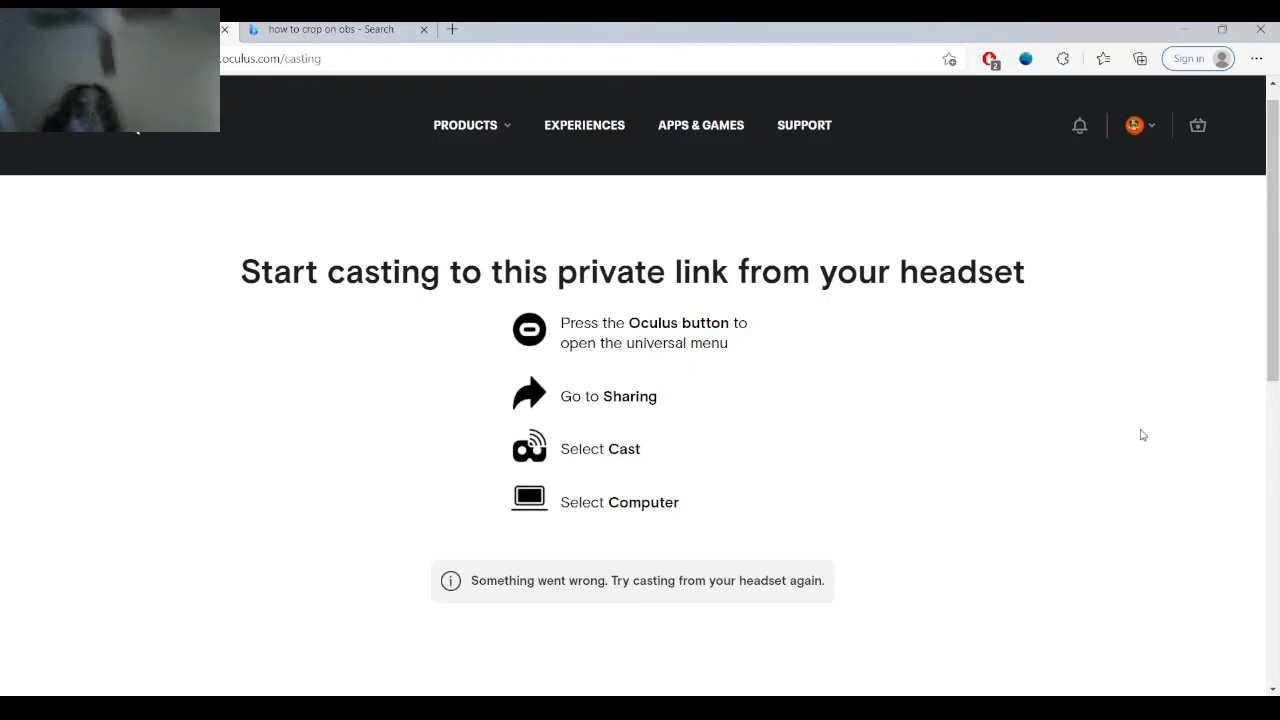 how to crop on obs - Search
.oculus.com/casting
2
Sign in
PRODUCTS
EXPERIENCES
APPS & GAMES
SUPPORT
Start casting to this private link from your headset
Press the Oculus button to
open the universal menu
Go to Sharing
Select Cast
Select Computer
Something went wrong. Try casting from your headset again.